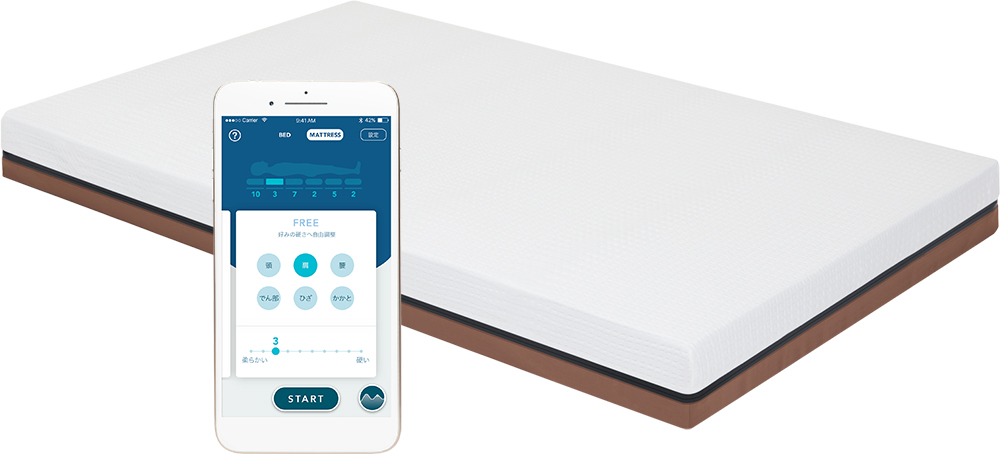 Carrier 9:41 AM 42%
? BED MATTRESS 設定
10 3 7 2 5 2
FREE
好みの硬さへ自由調整
頭 肩 腰
でん部 ひざ かかと
3
柔らかい 硬い
START